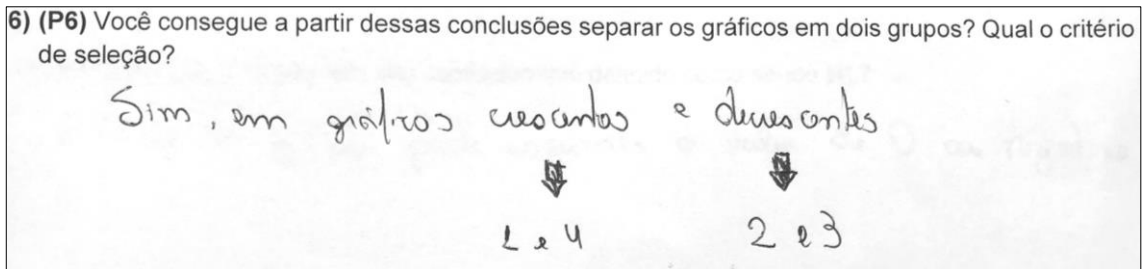 6) (P6) Você consegue a partir dessas conclusões separar os gráficos em dois grupos? Qual o critério
de seleção?
Sim, em gráficos crescentes e decrescentes
1 e 4 2 e 3